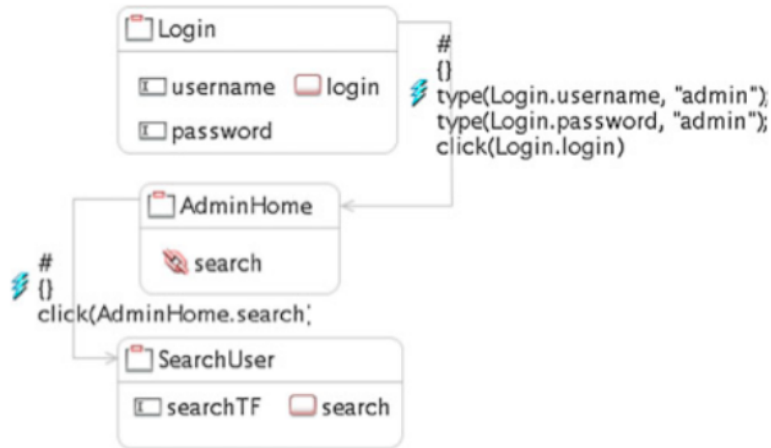 Login
username login
password
#
{}
type(Login.username, "admin");
type(Login.password, "admin");
click(Login.login)
AdminHome
search
#
{}
click(AdminHome.search;
SearchUser
searchTF search